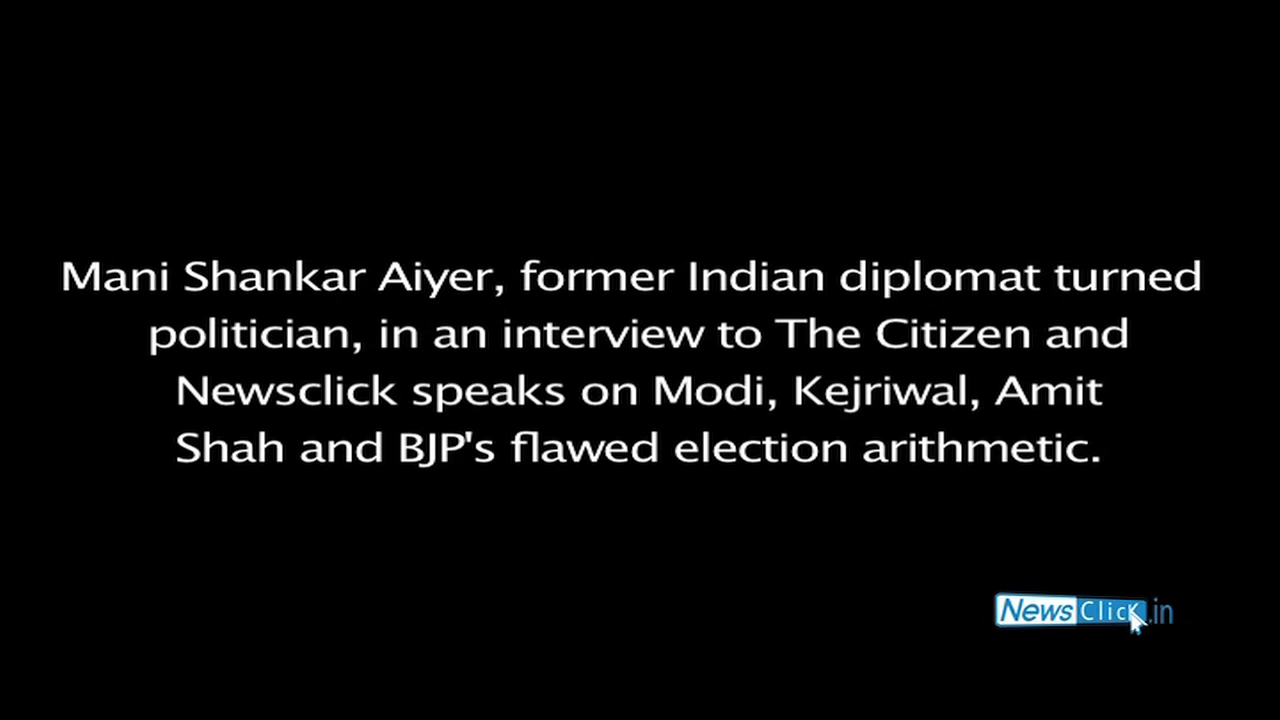 Mani Shankar Aiyer, former Indian diplomat turned
politician, in an interview to The Citizen and
Newsclick speaks on Modi, Kejriwal, Amit
Shah and BJP's flawed election arithmetic.
NewsClick.in